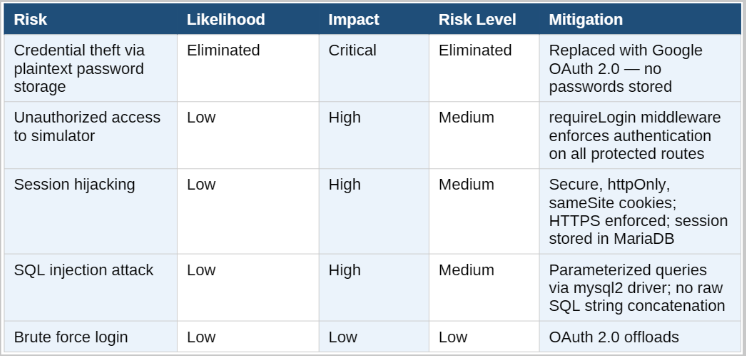 Risk Likelihood Impact Risk Level Mitigation
Credential theft via Eliminated Critical Eliminated Replaced with Google
plaintext password OAuth 2.0 — no
storage passwords stored
Unauthorized access Low High Medium requireLogin middleware
to simulator enforces authentication
on all protected routes
Session hijacking Low High Medium Secure, httpOnly,
sameSite cookies;
HTTPS enforced; session
stored in MariaDB
SQL injection attack Low High Medium Parameterized queries
via mysql2 driver; no raw
SQL string concatenation
Brute force login Low Low Low OAuth 2.0 offloads